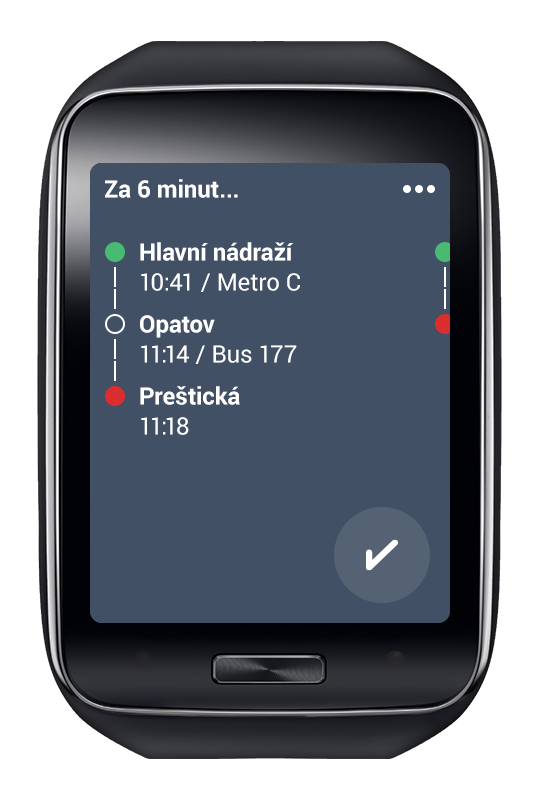 Za 6 minut...
Hlavní nádraží
10:41 / Metro C
Opatov
11:14 / Bus 177
Preštická
11:18